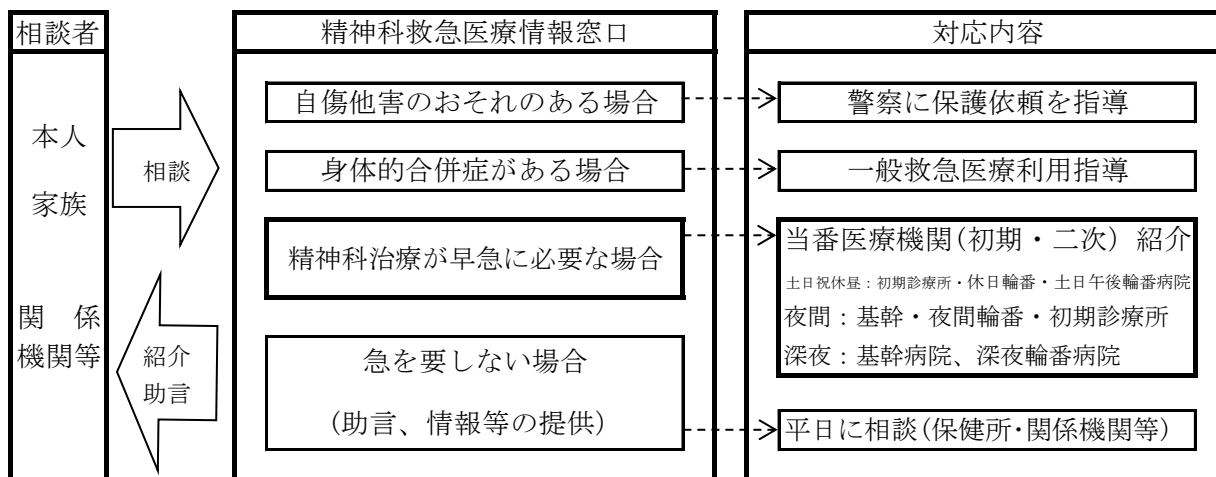 相談者
精神科救急医療情報窓口
対応内容
本人
家族
関 係
機関等
相談
紹介
助言
自傷他害のおそれのある場合
警察に保護依頼を指導
身体的合併症がある場合
一般救急医療利用指導
精神科治療が早急に必要な場合
当番医療機関(初期・二次) 紹介
土日祝休昼：初期診療所・休日輪番・土日午後輪番病院
夜間：基幹・夜間輪番・初期診療所
深夜：基幹病院、深夜輪番病院
急を要しない場合
(助言、情報等の提供)
平日に相談(保健所・関係機関等)